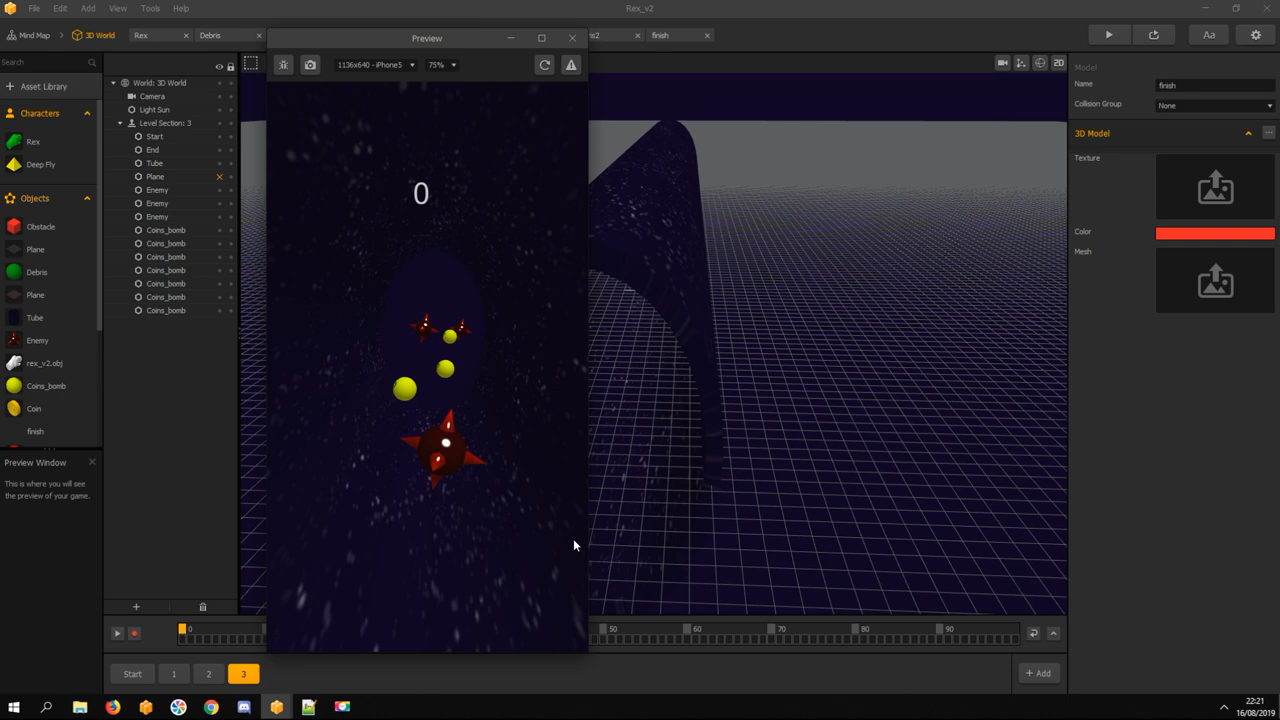 File Edit Add View Tools Help
Rex_v2
Mind Map
3D World
Rex
Debris
finish
Aa
Preview
1136x640 - iPhone5
75%
2D
Search
Asset Library
Characters
Rex
Deep Fly
Objects
Obstacle
Plane
Debris
Plane
Tube
Enemy
rex_v2.obj
Coins_bomb
Coin
finish
Preview Window
This is where you will see
the preview of your game.
World: 3D World
Camera
Light Sun
Level Section: 3
Start
End
Tube
Plane
Enemy
Enemy
Enemy
Coins_bomb
Coins_bomb
Coins_bomb
Coins_bomb
Coins_bomb
Coins_bomb
Coins_bomb
0
Model
Name
finish
Collision Group
None
3D Model
Texture
Color
Mesh
0
50
60
70
80
90
Start
1
2
3
+ Add
22:21
16/08/2019